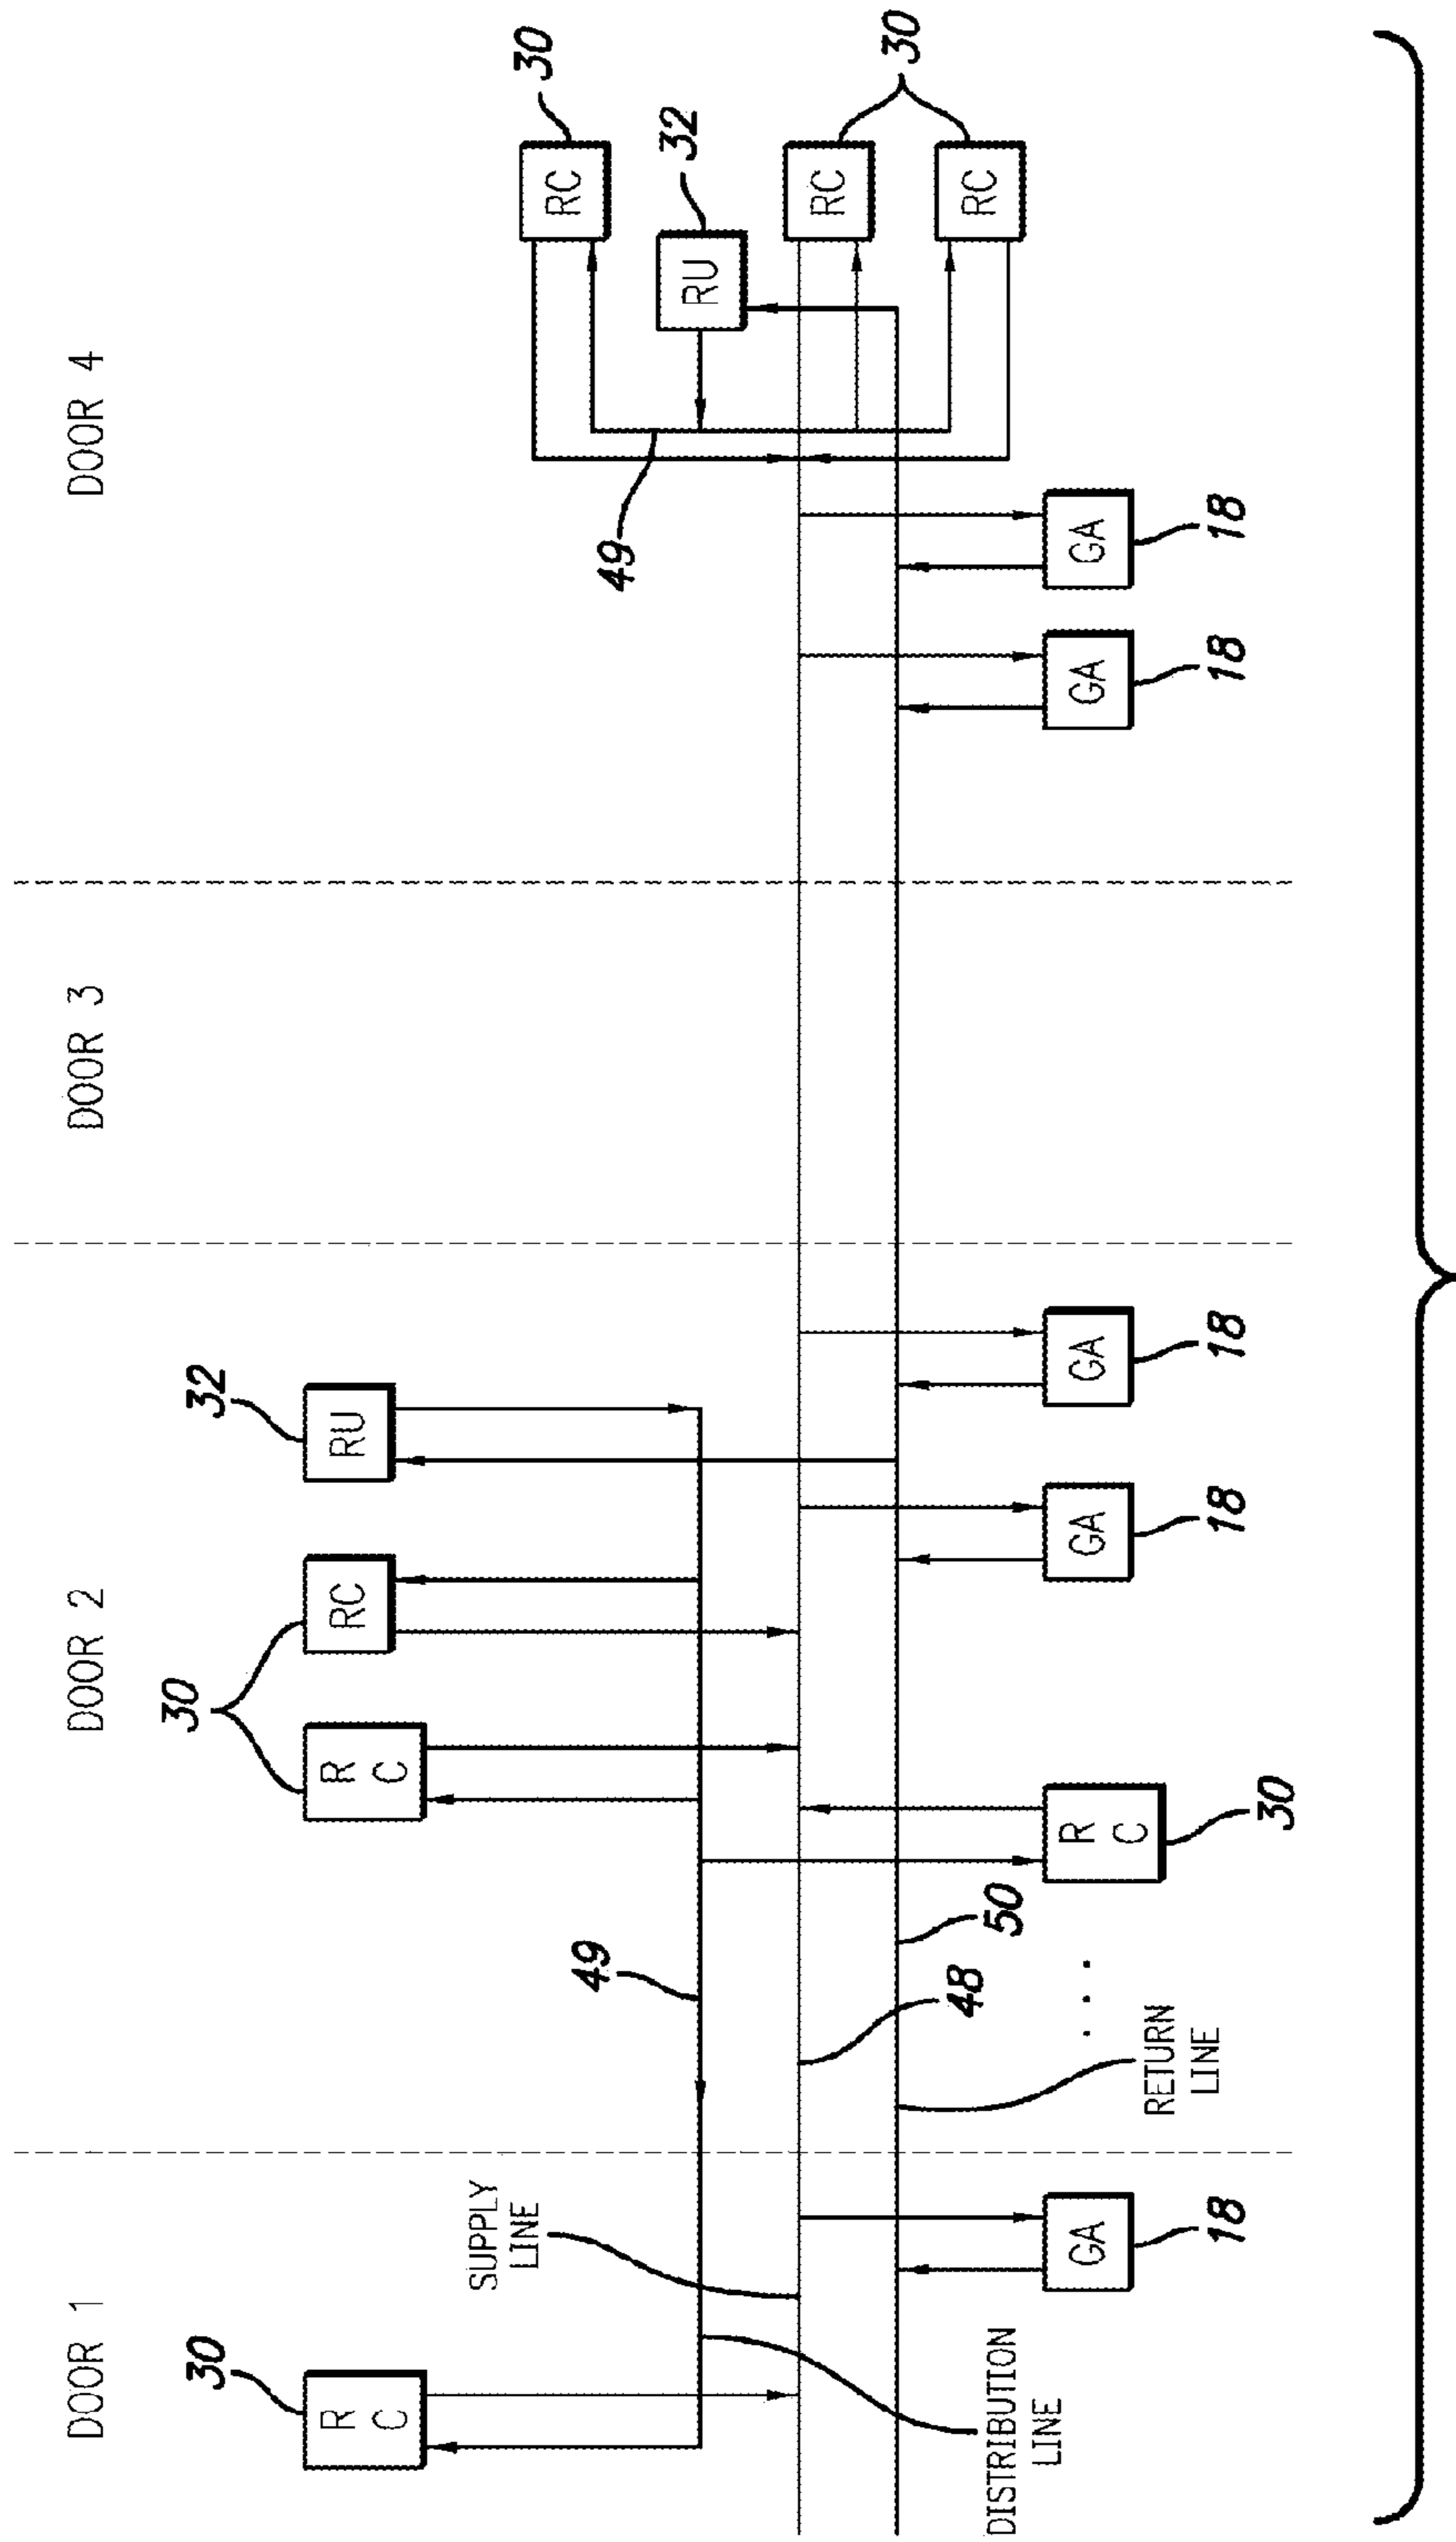 DOOR 1
DOOR 2
DOOR 3
DOOR 4
30
R
C
30
R
C
RC
32
RU
30
RC
32
RU
49
49
SUPPLY
LINE
DISTRIBUTION
LINE
48
50
RETURN
LINE
. . .
R
C
30
RC
RC
30
GA
18
GA
18
GA
18
GA
18
GA
18